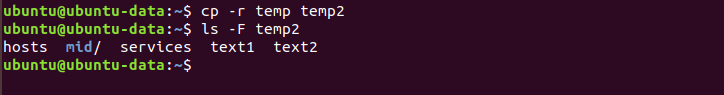 ubuntu@ubuntu-data:~$ cp -r temp temp2
ubuntu@ubuntu-data:~$ ls -F temp2
hosts  mid/  services  text1  text2
ubuntu@ubuntu-data:~$